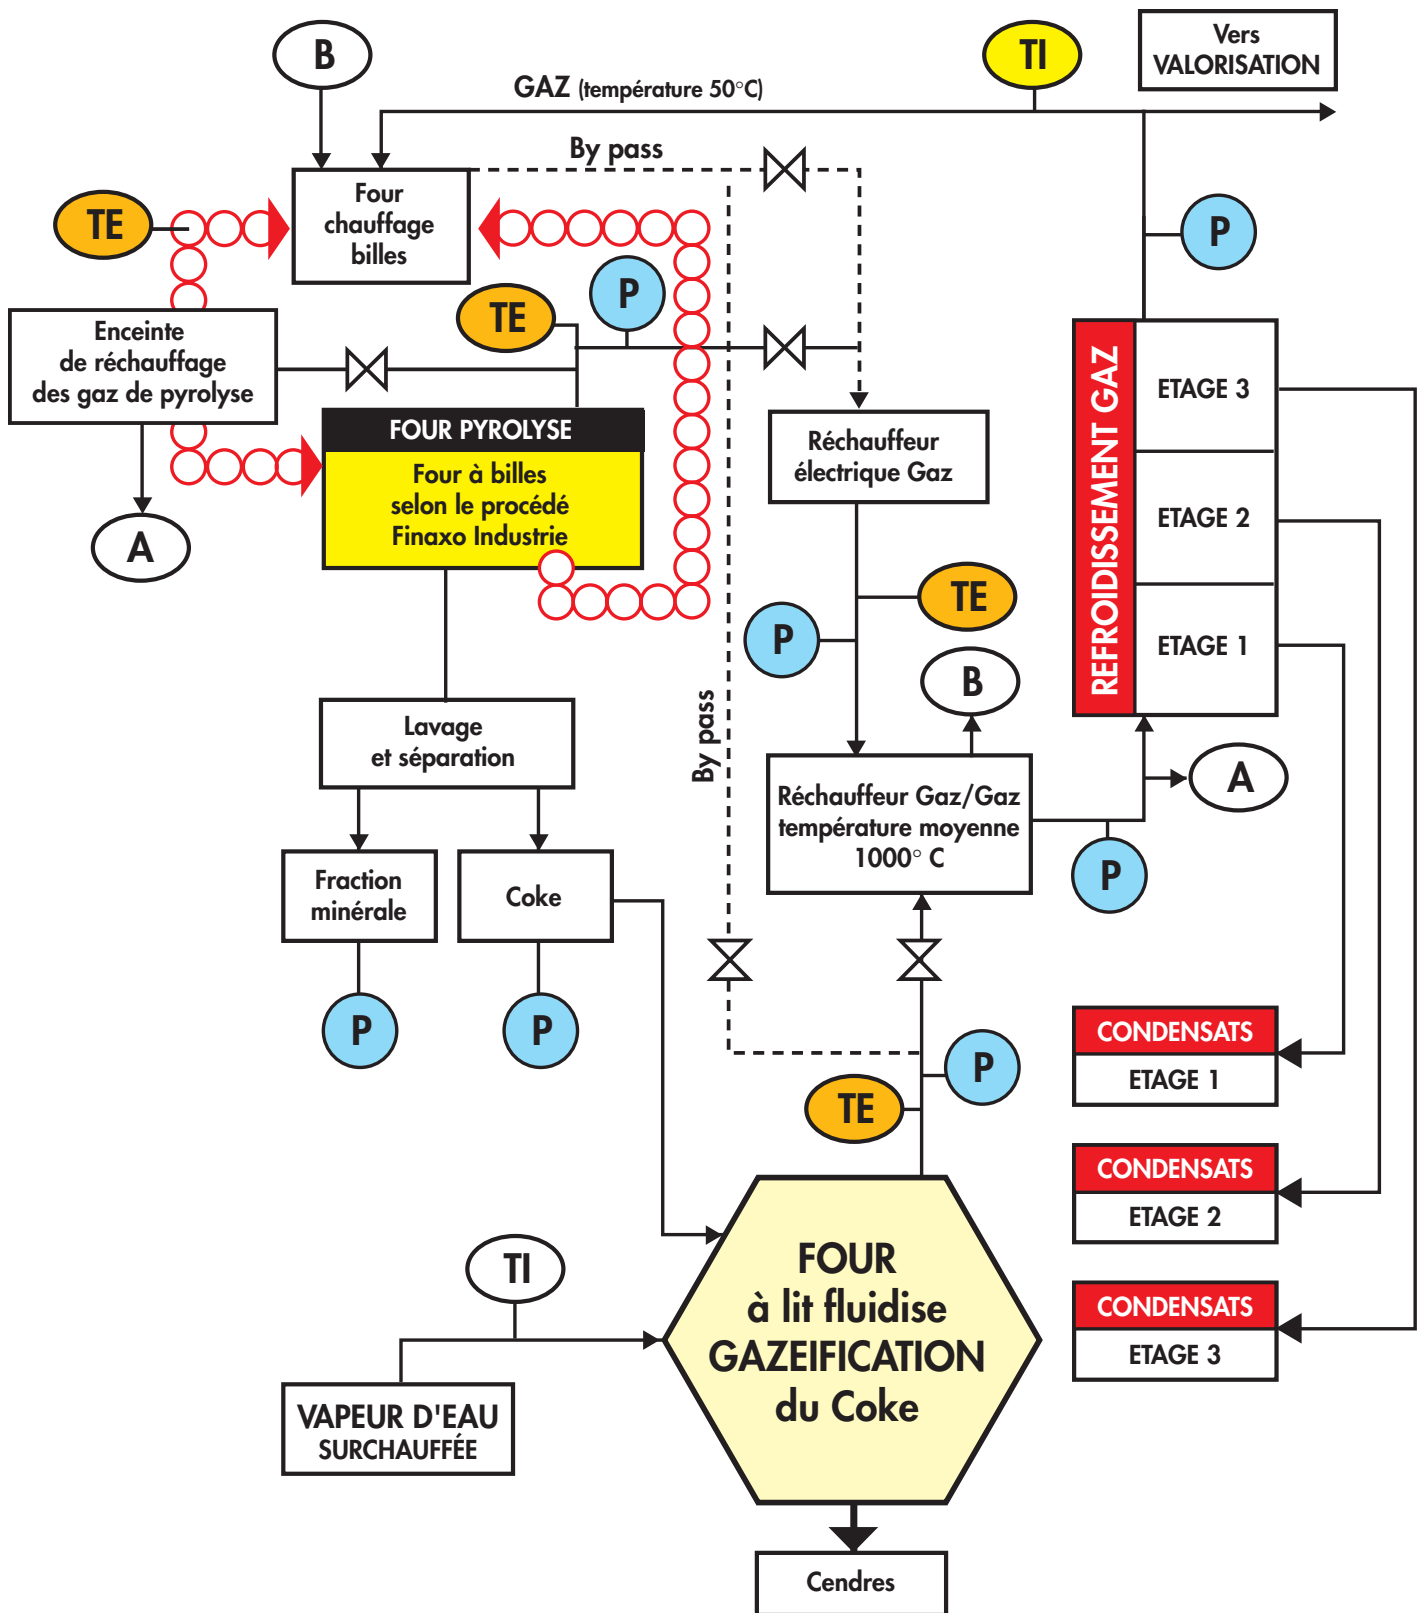 B
TI
Vers
VALORISATION
GAZ (température 50°C)
By pass
Four
chauffage
billes
TE
P
P
TE
Enceinte
de réchauffage
des gaz de pyrolyse
REFROIDISSEMENT GAZ
ETAGE 3
ETAGE 2
ETAGE 1
FOUR PYROLYSE
Four à billes
selon le procédé
Finaxo Industrie
Réchauffeur
électrique Gaz
A
TE
P
B
By pass
Lavage
et séparation
Réchauffeur Gaz/Gaz
température moyenne
1000° C
A
P
Fraction
minérale
Coke
P
P
P
TE
CONDENSATS
ETAGE 1
CONDENSATS
ETAGE 2
CONDENSATS
ETAGE 3
TI
FOUR
à lit fluidise
GAZEIFICATION
du Coke
VAPEUR D'EAU
SURCHAUFFÉE
Cendres